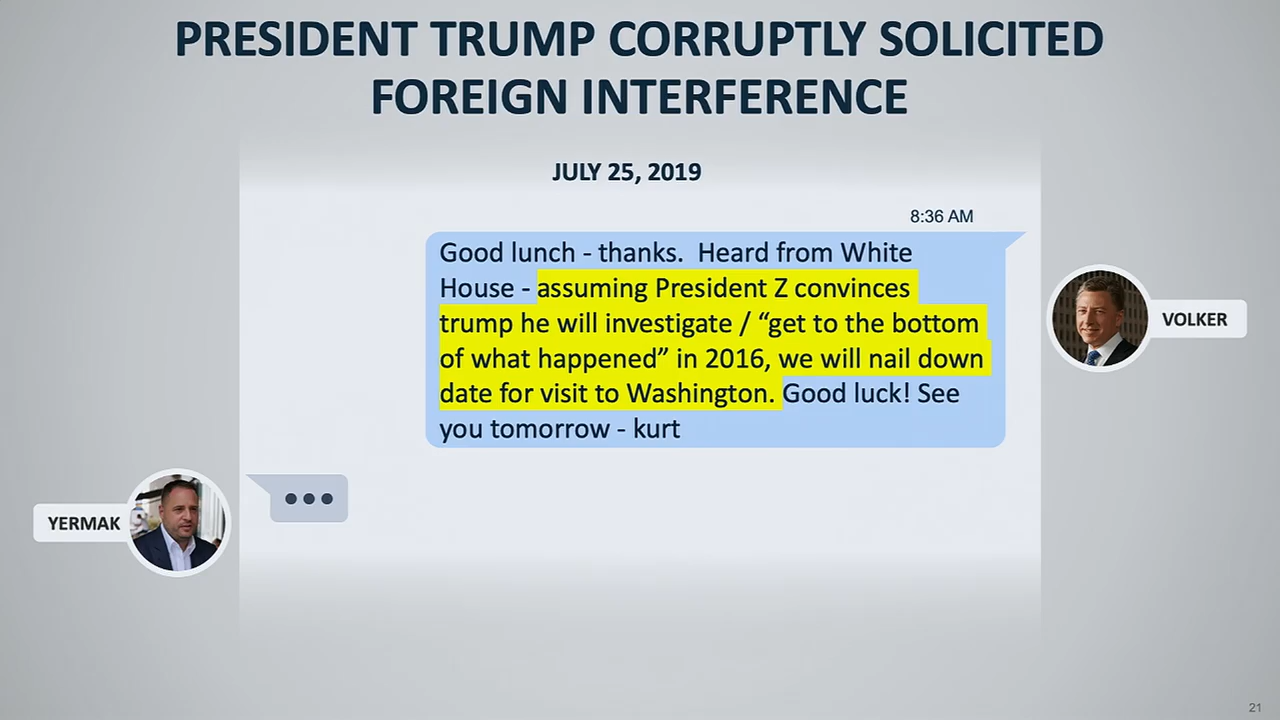 PRESIDENT TRUMP CORRUPTLY SOLICITED
FOREIGN INTERFERENCE
JULY 25, 2019
8:36 AM
Good lunch - thanks.  Heard from White
House - assuming President Z convinces
trump he will investigate / “get to the bottom
of what happened” in 2016, we will nail down
date for visit to Washington. Good luck! See
you tomorrow - kurt
VOLKER
YERMAK
21